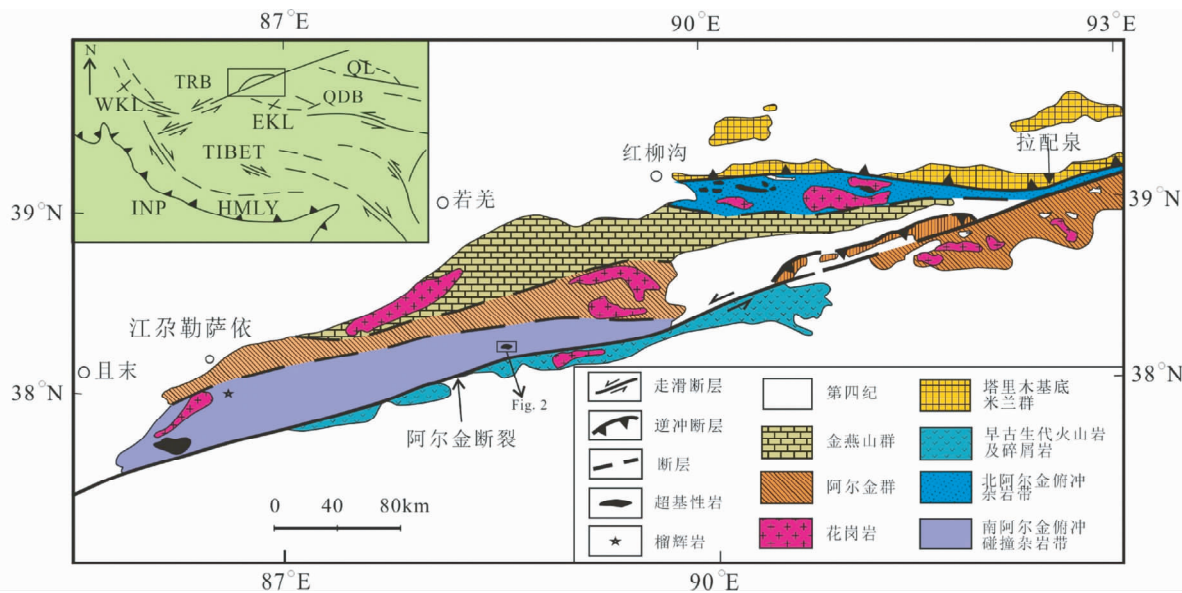 87°E
90°E
93°E
N
TRB
QL
WKL
QDB
EKL
TIBET
INP
HMLY
红柳沟
拉配泉
若羌
39°N
39°N
江尕勒萨依
且末
38°N
38°N
Fig. 2
阿尔金断裂
0 40 80km
走滑断层
逆冲断层
断层
超基性岩
榴辉岩
第四纪
金燕山群
阿尔金群
花岗岩
塔里木基底
米兰群
早古生代火山岩
及碎屑岩
北阿尔金俯冲
杂岩带
南阿尔金俯冲
碰撞杂岩带
87°E
90°E